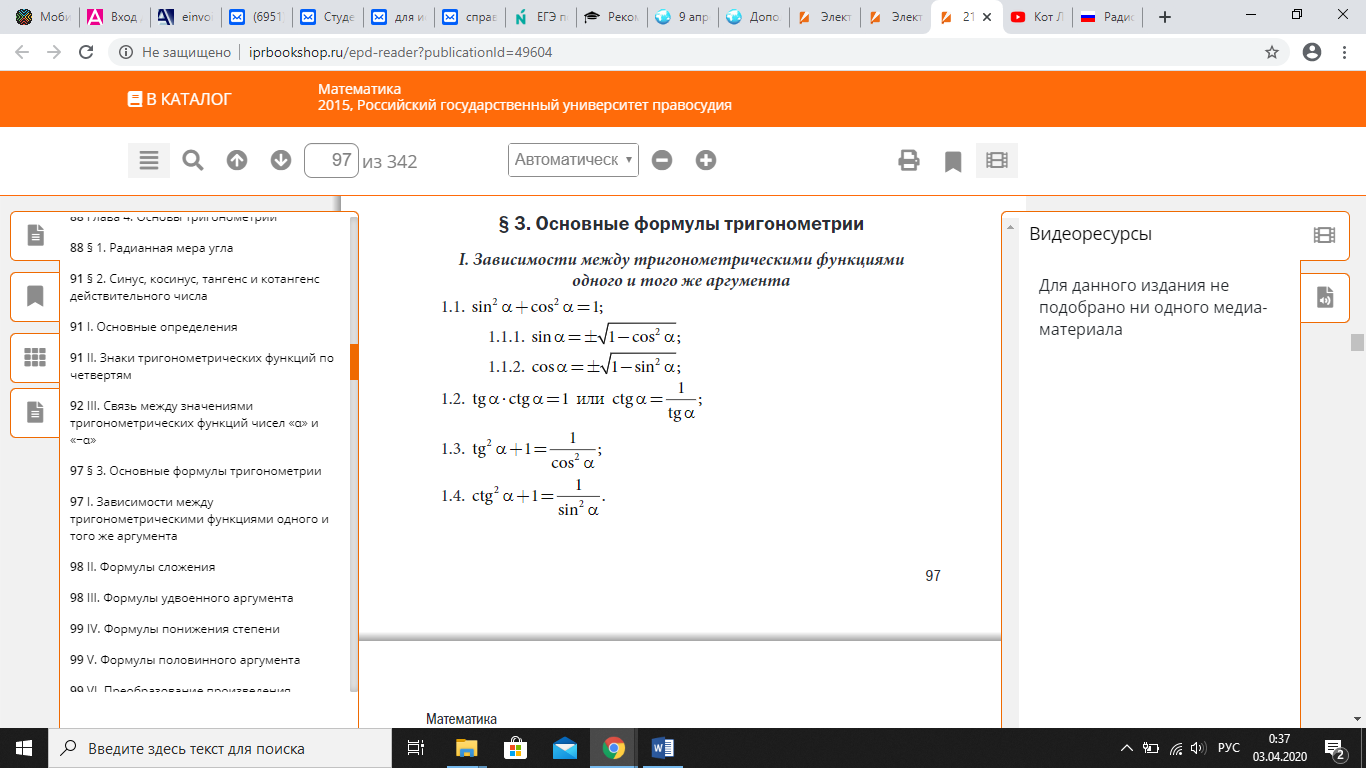 Моби
Вход
einvo
(6951
Студе
для и
справ
ЕГЭ п
Реком
9 апр
Допо
Элект
Элект
21
Кот Л
Радис
Не защищено | iprbookshop.ru/epd-reader?publicationId=49604
В КАТАЛОГ
Математика
2015, Российский государственный университет правосудия
97 из 342
Автоматическ
88 Глава 4. Основы тригонометрии
88 § 1. Радианная мера угла
91 § 2. Синус, косинус, тангенс и котангенс
действительного числа
91 I. Основные определения
91 II. Знаки тригонометрических функций по
четвертям
92 III. Связь между значениями
тригонометрических функций чисел «α» и
«−α»
97 § 3. Основные формулы тригонометрии
97 I. Зависимости между
тригонометрическими функциями одного и
того же аргумента
98 II. Формулы сложения
98 III. Формулы удвоенного аргумента
99 IV. Формулы понижения степени
99 V. Формулы половинного аргумента
99 VI. Преобразование произведения
§ 3. Основные формулы тригонометрии
I. Зависимости между тригонометрическими функциями
одного и того же аргумента
1.1. sin² α + cos² α = 1;
1.1.1. sin α = ±√(1 − cos² α);
1.1.2. cos α = ±√(1 − sin² α);
1.2. tg α · ctg α = 1 или ctg α = 1/tg α;
1.3. tg² α + 1 = 1/cos² α;
1.4. ctg² α + 1 = 1/sin² α.
97
Математика
Видеоресурсы
Для данного издания не
подобрано ни одного медиа-
материала
Введите здесь текст для поиска
РУС
0:37
03.04.2020
2